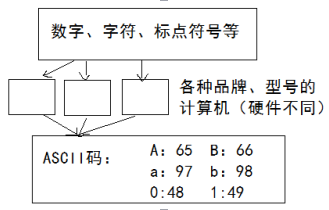 数字、字符、标点符号等
各种品牌、型号的
计算机（硬件不同）
ASCII码： A：65 B：66
a：97 b：98
0:48 1:49